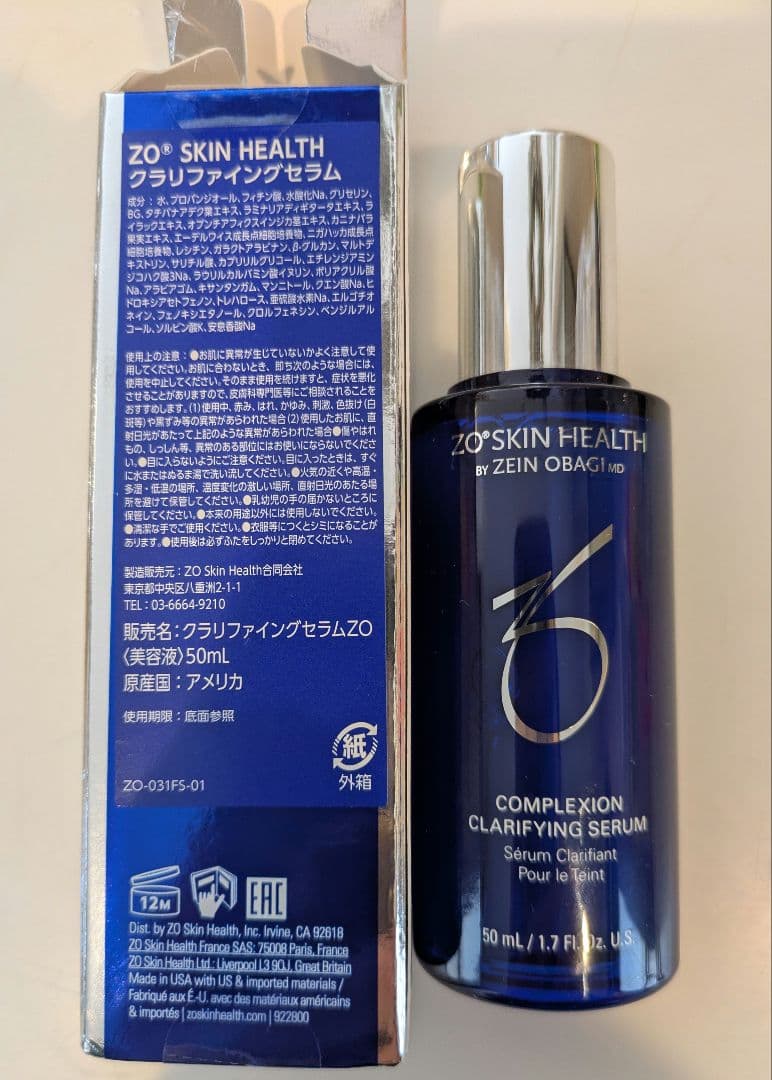 ZO® SKIN HEALTH
クラリファイングセラム
成分：水、プロパンジオール、フィチン酸、水酸化Na、グリセリン、
BG、タチバナアデク葉エキス、ラミナリアディギタータエキス、ラ
イラックエキス、オプンチアフィクスインジカ茎エキス、カニナバラ
果実エキス、エーデルワイス成長点細胞培養物、ニガハッカ成長点
細胞培養物、レシチン、ガラクトアラビナン、β-グルカン、マルトデ
キストリン、サリチル酸、カプリリルグリコール、エチレンジアミン
ジコハク酸3Na、ラウリルカルバミン酸イヌリン、ポリアクリル酸
Na、アラビアゴム、キサンタンガム、マンニトール、クエン酸Na、ヒ
ドロキシアセトフェノン、トレハロース、亜硫酸水素Na、エルゴチオ
ネイン、フェノキシエタノール、クロルフェネシン、ベンジルアル
コール、ソルビン酸K、安息香酸Na
使用上の注意：●お肌に異常が生じていないかよく注意して使
用してください。お肌に合わないとき、即ち次のような場合には、
使用を中止してください。そのまま使用を続けますと、症状を悪化
させることがありますので、皮膚科専門医等にご相談されることを
おすすめします。(1)使用中、赤み、はれ、かゆみ、刺激、色抜け(白
斑等)や黒ずみ等の異常があらわれた場合(2)使用したお肌に、直
射日光があたって上記のような異常があらわれた場合●傷やはれ
もの、しっしん等、異常のある部位にはお使いにならないでくださ
い。●目に入らないようにご注意ください。目に入ったときは、すぐ
に水またはぬるま湯で洗い流してください。●火気の近くや高温・
多湿・低温の場所、温度変化の激しい場所、直射日光のあたる場
所を避けて保管してください。●乳幼児の手の届かないところに
保管してください。●本来の用途以外には使用しないでください。
●清潔な手でご使用ください。●衣服等につくとシミになることが
あります。●使用後は必ずふたをしっかりと閉めてください。
製造販売元：ZO Skin Health合同会社
東京都中央区八重洲2-1-1
TEL：03-6664-9210
販売名：クラリファイングセラムZO
〈美容液〉50mL
原産国：アメリカ
使用期限：底面参照
紙
外箱
ZO-031FS-01
12M
EAC
Dist. by ZO Skin Health, Inc. Irvine, CA 92618
ZO Skin Health France SAS: 75008 Paris, France
ZO Skin Health Ltd.: Liverpool L3 9QJ, Great Britain
Made in USA with US & imported materials /
Fabriqué aux É.-U. avec des matériaux américains
& importés | zoskinhealth.com | 922800
ZO® SKIN HEALTH
BY ZEIN OBAGI MD
COMPLEXION
CLARIFYING SERUM
Sérum Clarifiant
Pour le Teint
50 mL / 1.7 Fl. Oz. U.S.